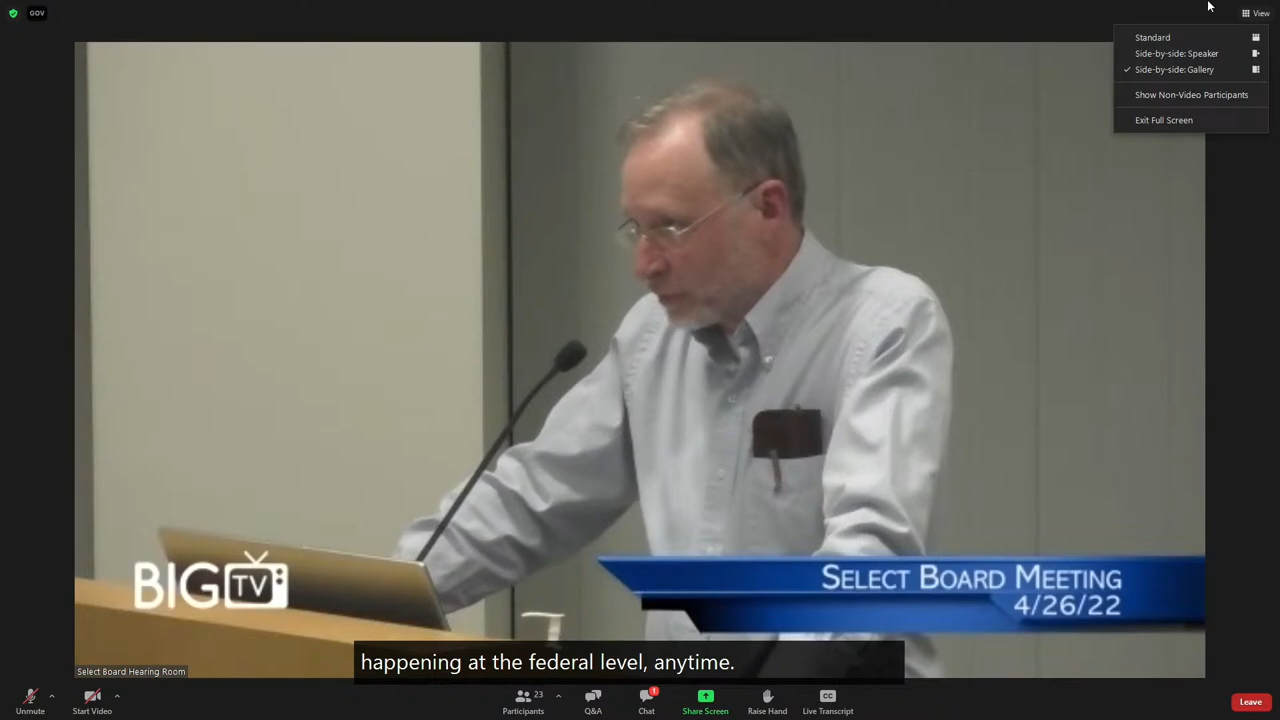 GOV
View
Standard
Side-by-side: Speaker
Side-by-side: Gallery
Show Non-Video Participants
Exit Full Screen
BIG TV
SELECT BOARD MEETING
4/26/22
happening at the federal level, anytime.
Select Board Hearing Room
Unmute
Start Video
Participants
23
Q&A
Chat
1
Share Screen
Raise Hand
CC
Live Transcript
Leave